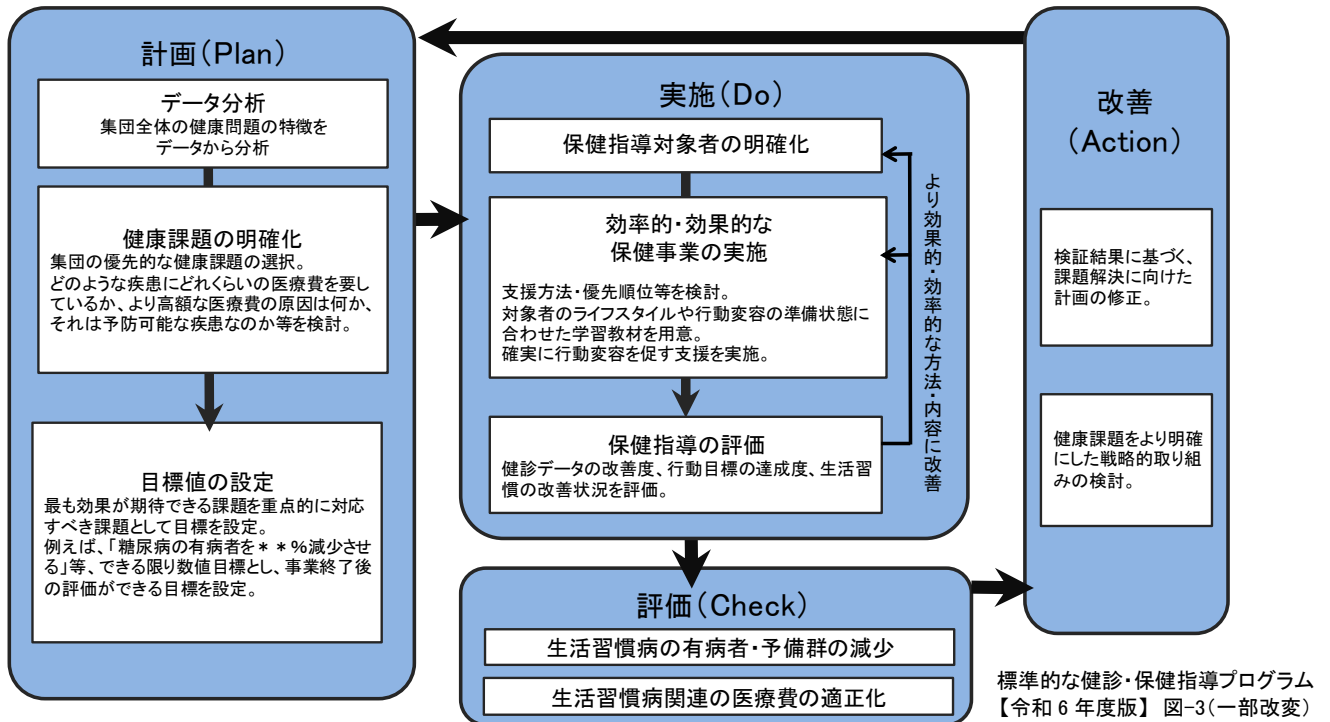 計画(Plan)
データ分析
集団全体の健康問題の特徴を
データから分析
健康課題の明確化
集団の優先的な健康課題の選択。
どのような疾患にどれくらいの医療費を要し
ているか、より高額な医療費の原因は何か、
それは予防可能な疾患なのか等を検討。
目標値の設定
最も効果が期待できる課題を重点的に対応
すべき課題として目標を設定。
例えば、「糖尿病の有病者を**%減少させ
る」等、できる限り数値目標とし、事業終了後
の評価ができる目標を設定。
実施(Do)
保健指導対象者の明確化
効率的・効果的な
保健事業の実施
支援方法・優先順位等を検討。
対象者のライフスタイルや行動変容の準備状態に
合わせた学習教材を用意。
確実に行動変容を促す支援を実施。
保健指導の評価
健診データの改善度、行動目標の達成度、生活習
慣の改善状況を評価。
より効果的・効率的な方法・内容に改善
評価(Check)
生活習慣病の有病者・予備群の減少
生活習慣病関連の医療費の適正化
改善
(Action)
検証結果に基づく、
課題解決に向けた
計画の修正。
健康課題をより明確
にした戦略的取り組
みの検討。
標準的な健診・保健指導プログラム
【令和6年度版】 図-3(一部改変)